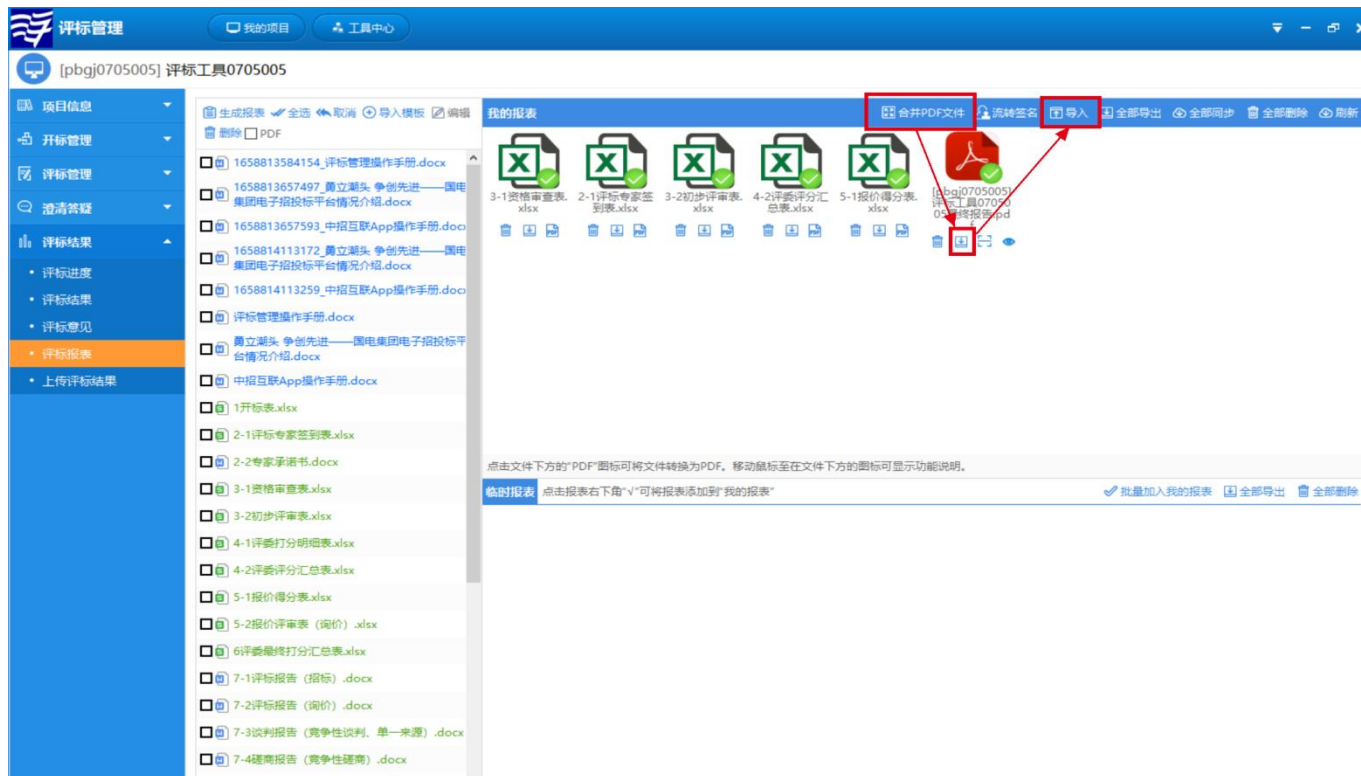 评标管理
我的项目
工具中心
[pbgj0705005] 评标工具0705005
项目信息
开标管理
评标管理
澄清答疑
评标结果
• 评标进度
• 评标结果
• 评标意见
• 评标报表
• 上传评标结果
生成报表 全选 取消 导入模板 编辑
删除 PDF
1658813584154_评标管理操作手册.docx
1658813657497_勇立潮头 争创先进——国电
集团电子招投标平台情况介绍.docx
1658813657593_中招互联App操作手册.doc
1658814113172_勇立潮头 争创先进——国电
集团电子招投标平台情况介绍.docx
1658814113259_中招互联App操作手册.doc
评标管理操作手册.docx
勇立潮头 争创先进——国电集团电子招投标平
台情况介绍.docx
中招互联App操作手册.docx
1开标表.xlsx
2-1评标专家签到表.xlsx
2-2专家承诺书.docx
3-1资格审查表.xlsx
3-2初步评审表.xlsx
4-1评委打分明细表.xlsx
4-2评委评分汇总表.xlsx
5-1报价得分表.xlsx
5-2报价评审表（询价）.xlsx
6评委最终打分汇总表.xlsx
7-1评标报告（招标）.docx
7-2评标报告（询价）.docx
7-3谈判报告（竞争性谈判、单一来源）.docx
7-4磋商报告（竞争性磋商）.docx
我的报表
合并PDF文件 流转签名 导入 全部导出 全部同步 全部删除 刷新
3-1资格审查表.
xlsx
2-1评标专家签
到表.xlsx
3-2初步评审表.
xlsx
4-2评委评分汇
总表.xlsx
5-1报价得分表.
xlsx
[pbgj0705005]
评标工具07050
05最终报告.pd
f
点击文件下方的“PDF”图标可将文件转换为PDF。移动鼠标至在文件下方的图标可显示功能说明。
临时报表 点击报表右下角“√”可将报表添加到“我的报表”
批量加入我的报表 全部导出 全部删除